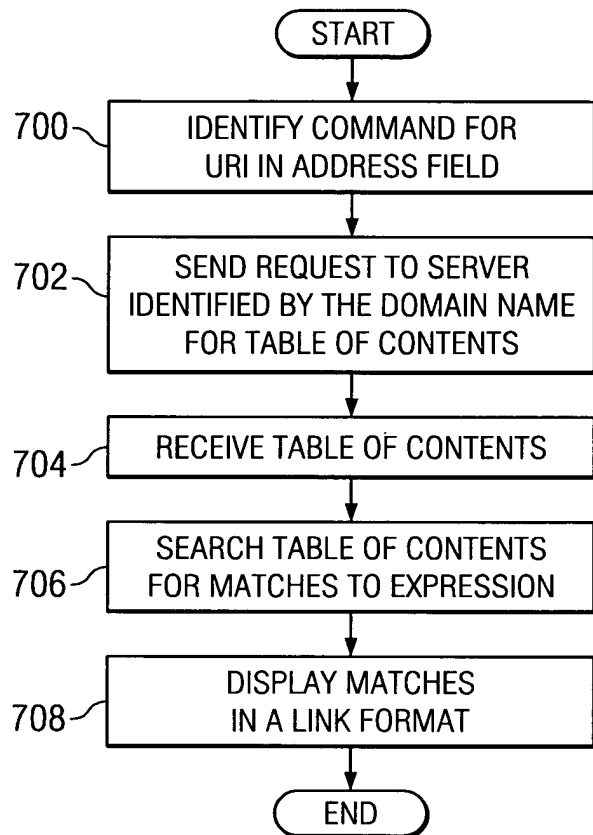 START
700
IDENTIFY COMMAND FOR
URI IN ADDRESS FIELD
702
SEND REQUEST TO SERVER
IDENTIFIED BY THE DOMAIN NAME
FOR TABLE OF CONTENTS
704
RECEIVE TABLE OF CONTENTS
706
SEARCH TABLE OF CONTENTS
FOR MATCHES TO EXPRESSION
708
DISPLAY MATCHES
IN A LINK FORMAT
END